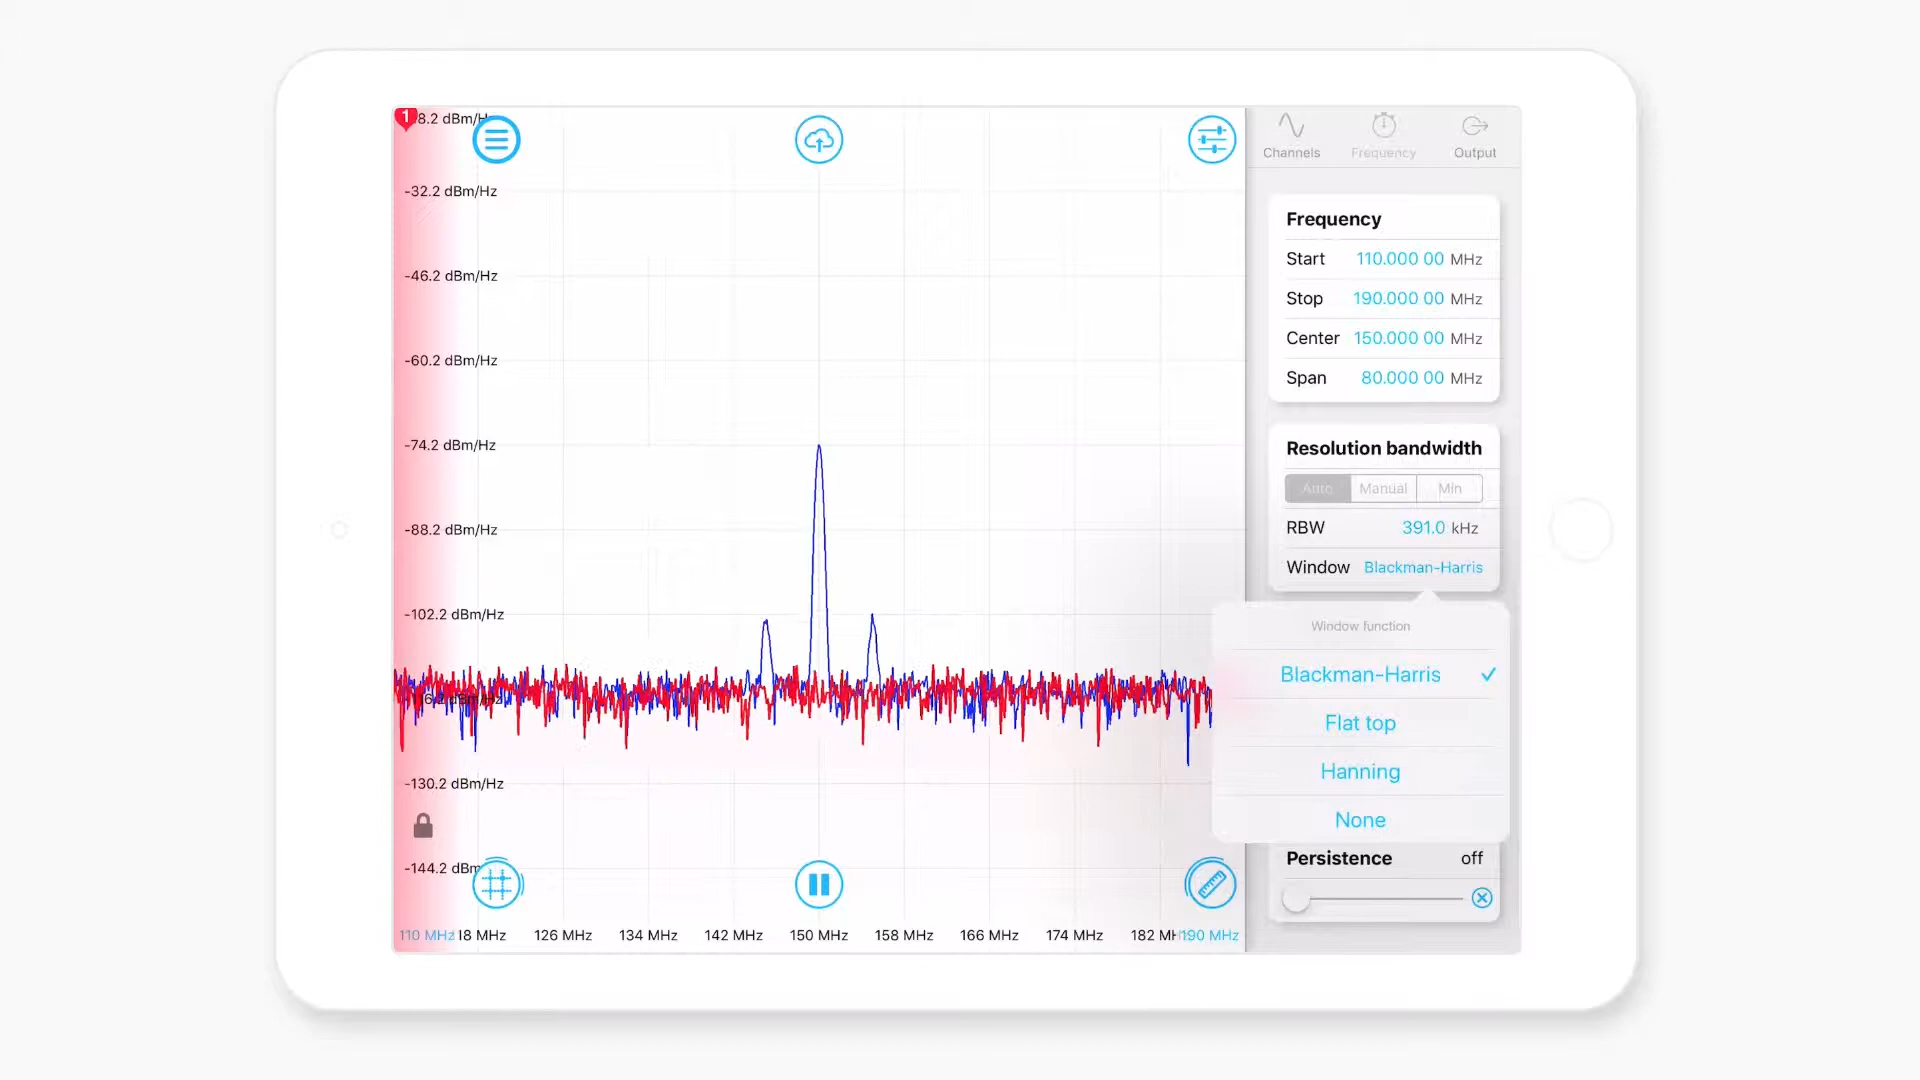 1
8.2 dBm/H
-32.2 dBm/Hz
-46.2 dBm/Hz
-60.2 dBm/Hz
-74.2 dBm/Hz
-88.2 dBm/Hz
-102.2 dBm/Hz
-130.2 dBm/Hz
-144.2 dBm
110 MHz
18 MHz
126 MHz
134 MHz
142 MHz
150 MHz
158 MHz
166 MHz
174 MHz
182 MH
190 MHz
Channels
Frequency
Output
Frequency
Start 110.000 00 MHz
Stop 190.000 00 MHz
Center 150.000 00 MHz
Span 80.000 00 MHz
Resolution bandwidth
Auto Manual Min
RBW 391.0 kHz
Window Blackman-Harris
Window function
Blackman-Harris
Flat top
Hanning
None
Persistence off